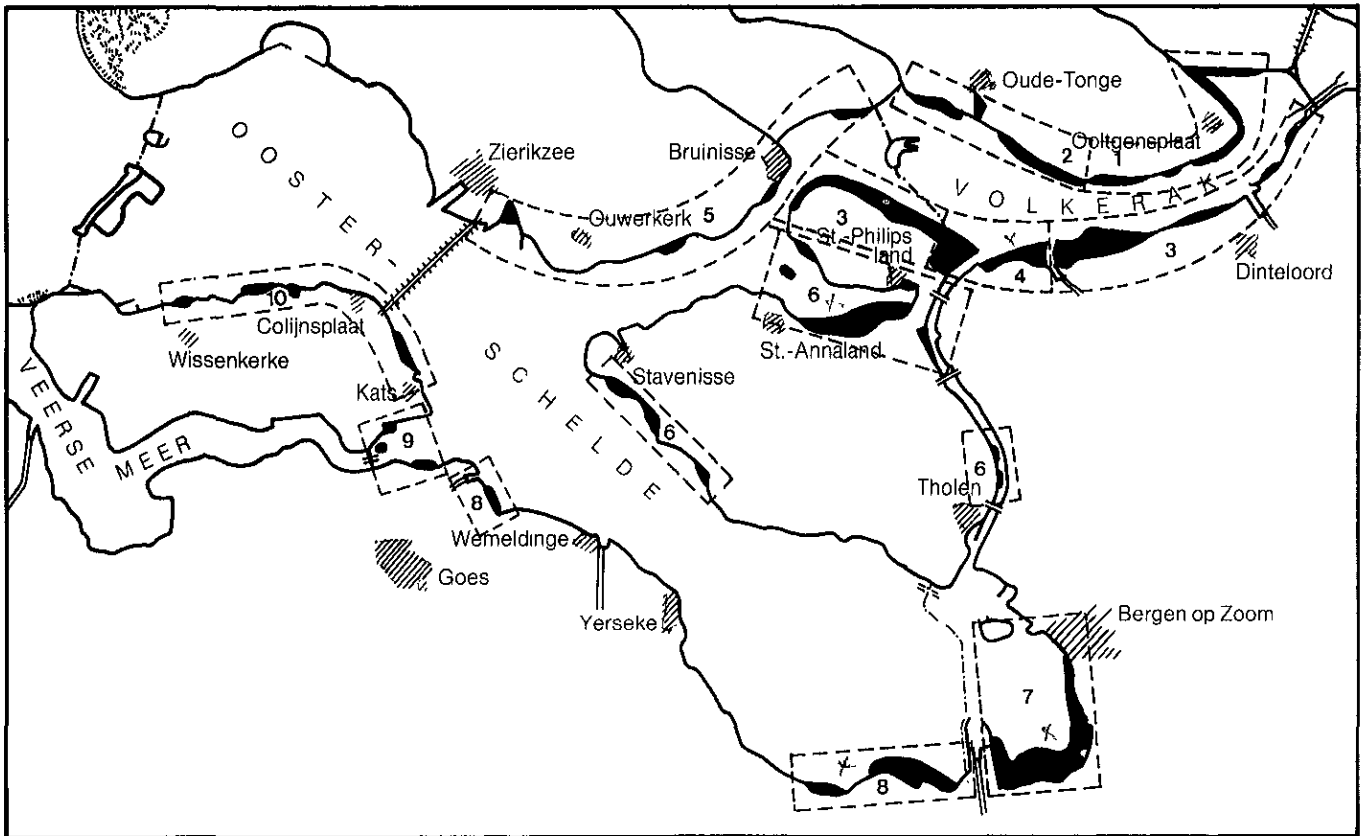 Oude-Tonge
OOSTER-
Zierikzee
Bruinisse
Ooltgensplaat
2
1
VOLKERAK
Ouwerkerk
5
3
St.-Philips
land
4
3
Dinteloord
10
Colijnsplaat
6
St.-Annaland
Wissenkerke
SCHELDE
Stavenisse
Kats
VEERSE MEER
9
6
6
Tholen
8
Wemeldinge
Goes
Yerseke
Bergen op Zoom
7
8